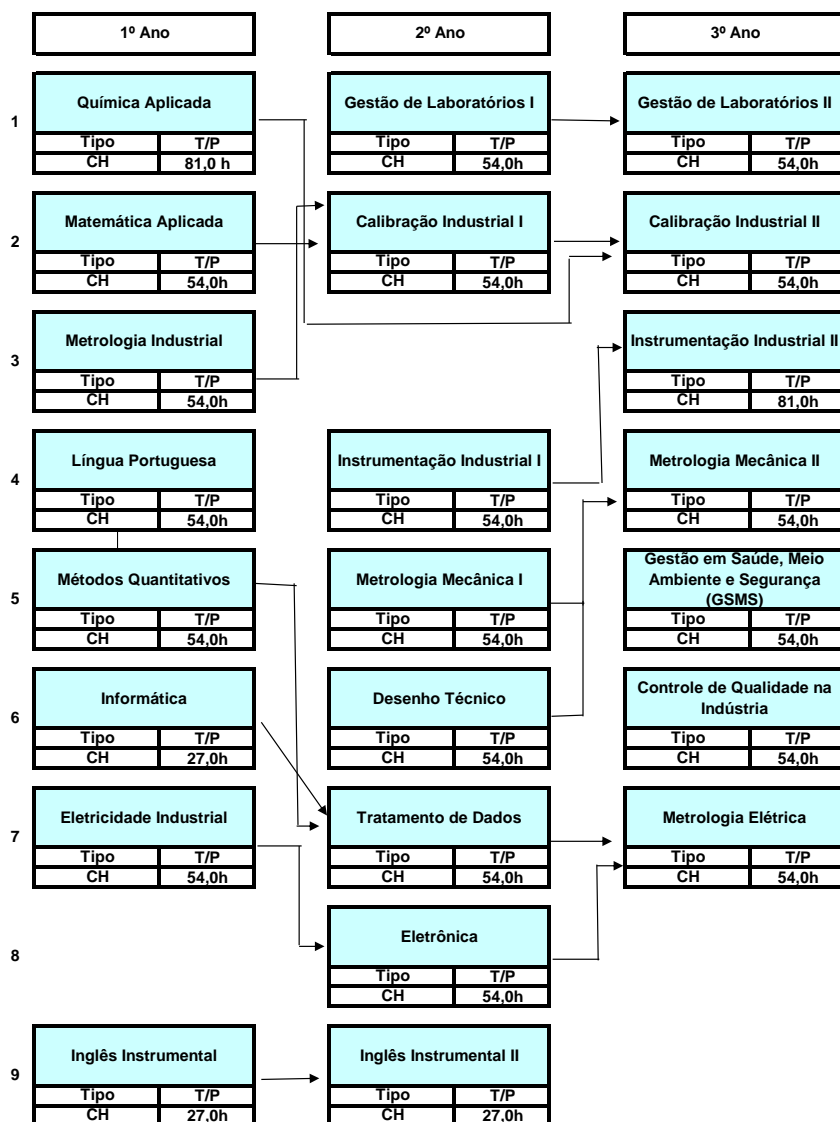 1º Ano 2º Ano 3º Ano
1
Química Aplicada
Tipo T/P
CH 81,0 h
Gestão de Laboratórios I
Tipo T/P
CH 54,0h
Gestão de Laboratórios II
Tipo T/P
CH 54,0h
2
Matemática Aplicada
Tipo T/P
CH 54,0h
Calibração Industrial I
Tipo T/P
CH 54,0h
Calibração Industrial II
Tipo T/P
CH 54,0h
3
Metrologia Industrial
Tipo T/P
CH 54,0h
Instrumentação Industrial II
Tipo T/P
CH 81,0h
4
Língua Portuguesa
Tipo T/P
CH 54,0h
Instrumentação Industrial I
Tipo T/P
CH 54,0h
Metrologia Mecânica II
Tipo T/P
CH 54,0h
5
Métodos Quantitativos
Tipo T/P
CH 54,0h
Metrologia Mecânica I
Tipo T/P
CH 54,0h
Gestão em Saúde, Meio
Ambiente e Segurança
(GSMS)
Tipo T/P
CH 54,0h
6
Informática
Tipo T/P
CH 27,0h
Desenho Técnico
Tipo T/P
CH 54,0h
Controle de Qualidade na
Indústria
Tipo T/P
CH 54,0h
7
Eletricidade Industrial
Tipo T/P
CH 54,0h
Tratamento de Dados
Tipo T/P
CH 54,0h
Metrologia Elétrica
Tipo T/P
CH 54,0h
8
Eletrônica
Tipo T/P
CH 54,0h
9
Inglês Instrumental
Tipo T/P
CH 27,0h
Inglês Instrumental II
Tipo T/P
CH 27,0h